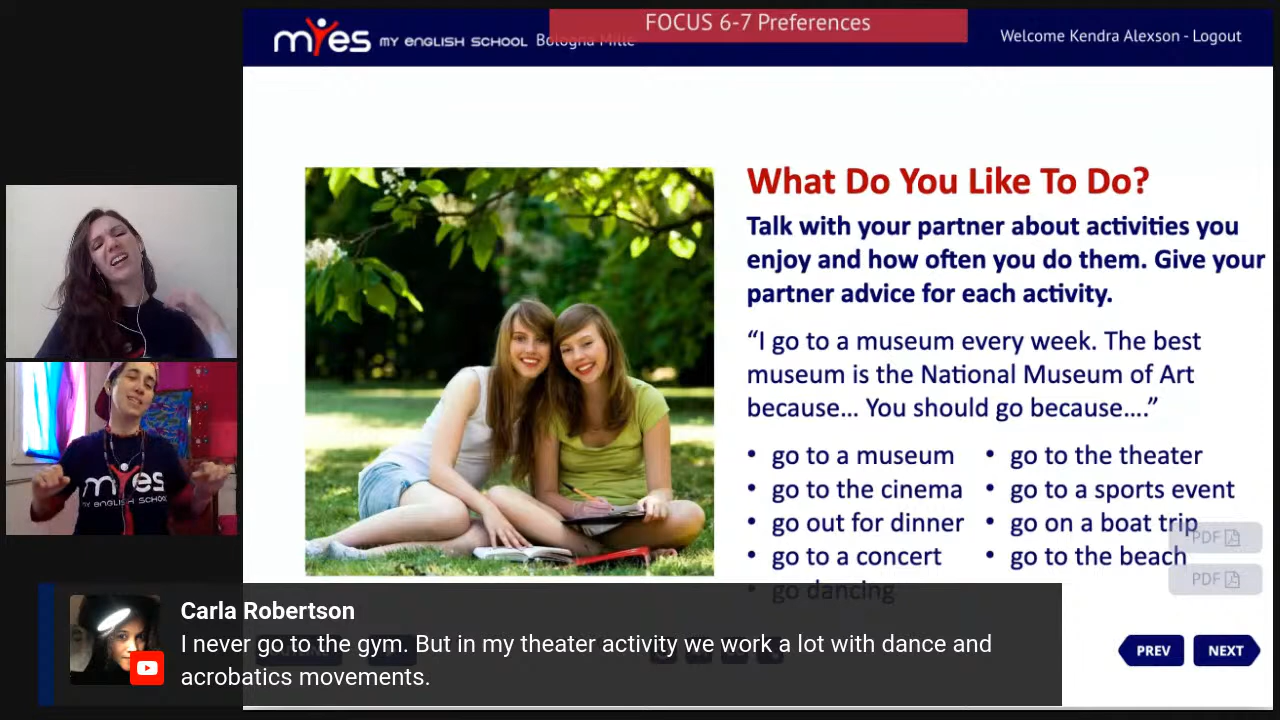 FOCUS 6-7 Preferences
myes MY ENGLISH SCHOOL Bologna Mille
Welcome Kendra Alexson - Logout
What Do You Like To Do?
Talk with your partner about activities you
enjoy and how often you do them. Give your
partner advice for each activity.
“I go to a museum every week. The best
museum is the National Museum of Art
because... You should go because....”
• go to a museum
• go to the cinema
• go out for dinner
• go to a concert
• go dancing
• go to the theater
• go to a sports event
• go on a boat trip
• go to the beach
PDF
PDF
myes
MY ENGLISH SCHOOL
Carla Robertson
I never go to the gym. But in my theater activity we work a lot with dance and
acrobatics movements.
PREV
NEXT